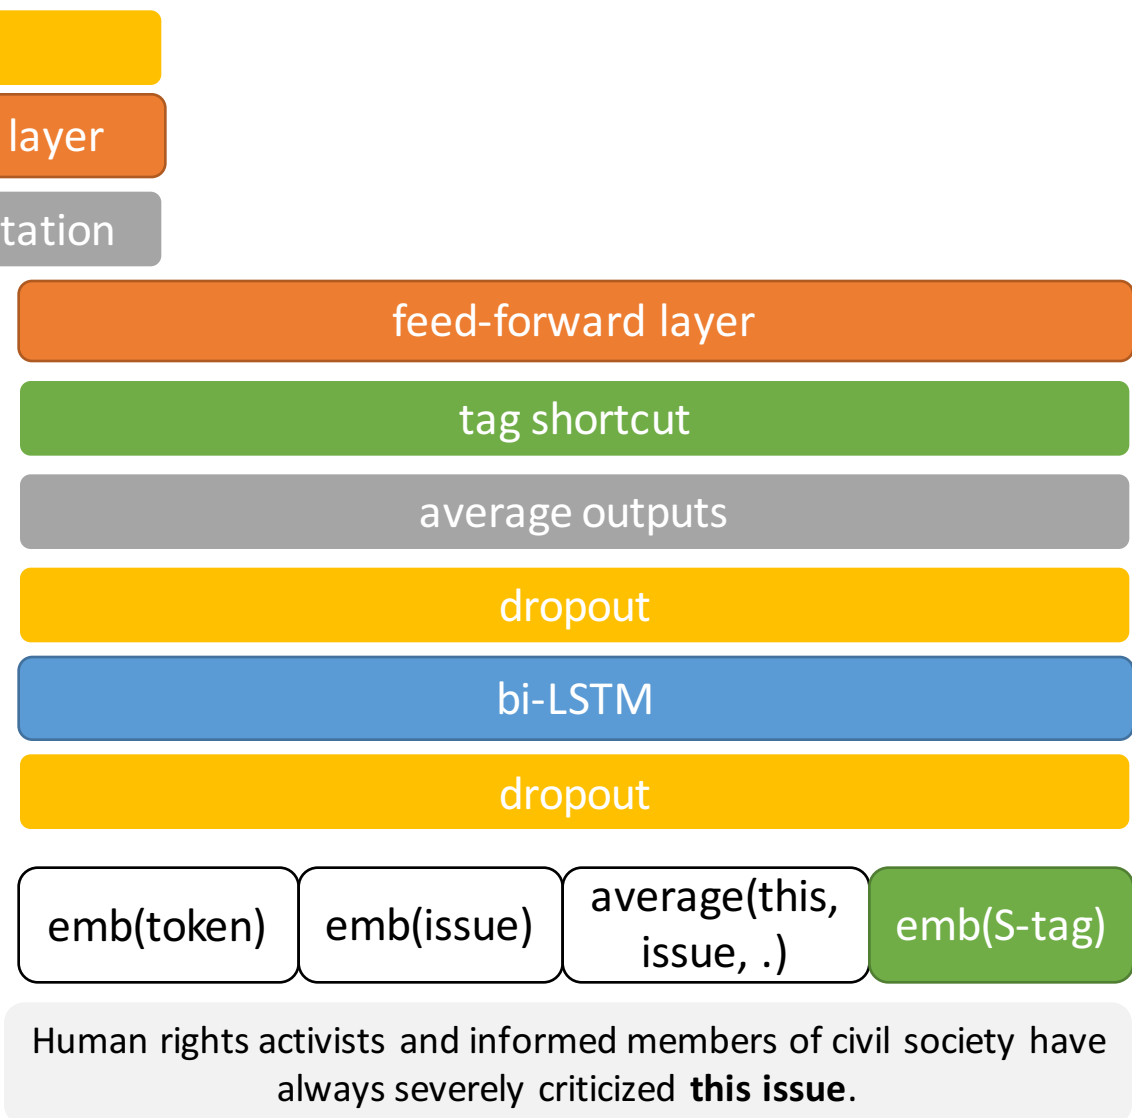 layer
tation
feed-forward layer
tag shortcut
average outputs
dropout
bi-LSTM
dropout
emb(token)
emb(issue)
average(this,
issue, .)
emb(S-tag)
Human rights activists and informed members of civil society have
always severely criticized this issue.